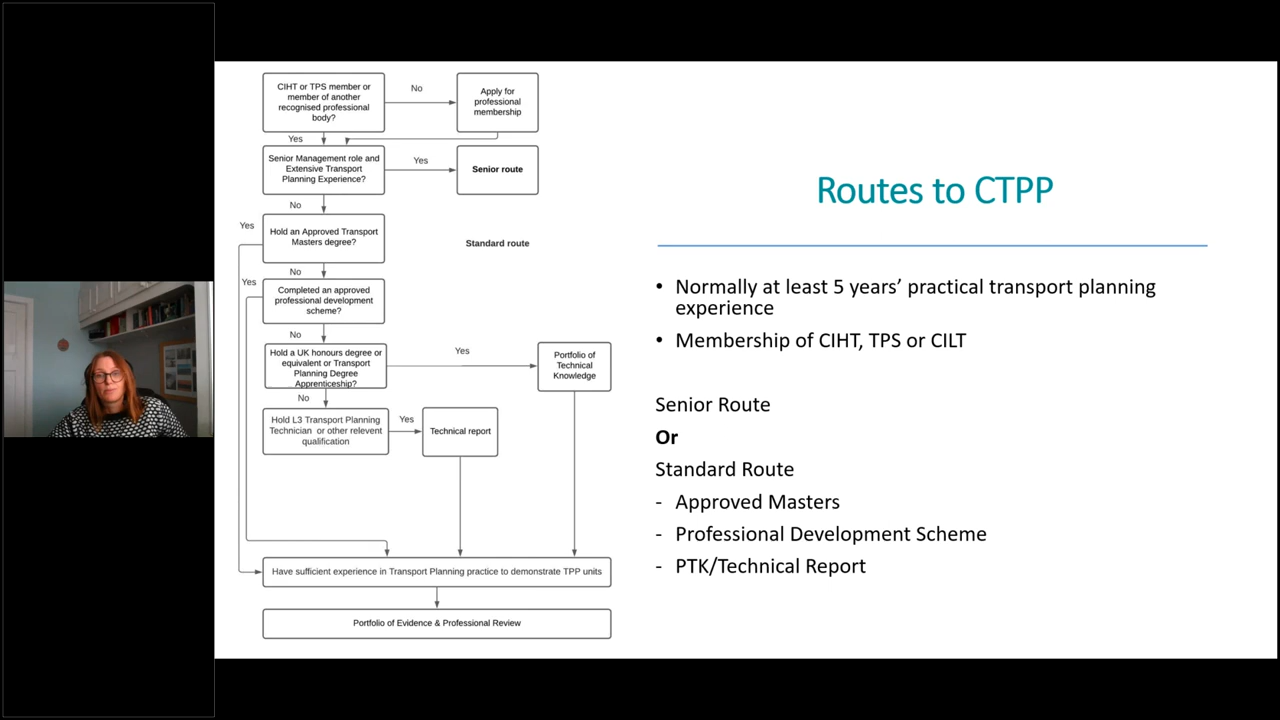 CIHT or TPS member or
member of another
recognised professional
body?
No
Apply for
professional
membership
Yes
Senior Management role and
Extensive Transport
Planning Experience?
Yes
Senior route
No
Yes
Hold an Approved Transport
Masters degree?
Standard route
No
Yes
Completed an approved
professional development
scheme?
No
Hold a UK honours degree or
equivalent or Transport
Planning Degree
Apprenticeship?
Yes
Portfolio of
Technical
Knowledge
No
Hold L3 Transport Planning
Technician or other relevent
qualification
Yes
Technical report
Have sufficient experience in Transport Planning practice to demonstrate TPP units
Portfolio of Evidence & Professional Review
Routes to CTPP
• Normally at least 5 years’ practical transport planning
experience
• Membership of CIHT, TPS or CILT
Senior Route
Or
Standard Route
- Approved Masters
- Professional Development Scheme
- PTK/Technical Report